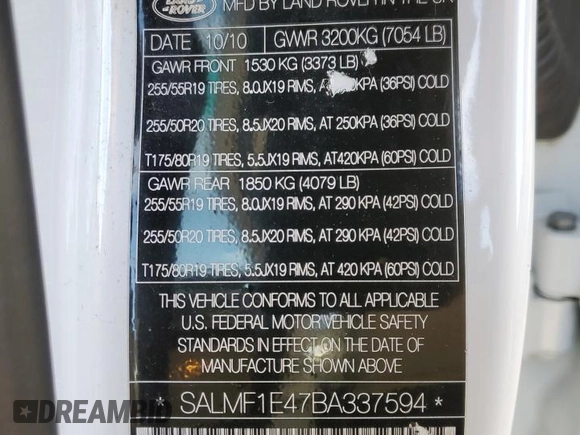 LAND
ROVER
MFD BY LAND ROVER IN THE UK
DATE 10/10 GWWR 3200KG (7054 LB)
GAWR FRONT 1530 KG (3373 LB)
255/55R19 TIRES, 8.0JX19 RIMS, KPA (36PSI) COLD
255/50R20 TIRES, 8.5JX20 RIMS, AT 250KPA (36PSI) COLD
T175/80R19 TIRES, 5.5JX19 RIMS, AT420KPA (60PSI) COLD
GAWR REAR 1850 KG (4079 LB)
255/55R19 TIRES, 8.0JX19 RIMS, AT 290 KPA (42PSI) COLD
255/50R20 TIRES, 8.5JX20 RIMS, AT 290 KPA (42PSI) COLD
T175/80R19 TIRES, 5.5JX19 RIMS, AT 420 KPA (60PSI) COLD
THIS VEHICLE CONFORMS TO ALL APPLICABLE
U.S. FEDERAL MOTOR VEHICLE SAFETY
STANDARDS IN EFFECT ON THE DATE OF
MANUFACTURE SHOWN ABOVE
* SALMF1E47BA337594 *
AUTOBIDMASTER